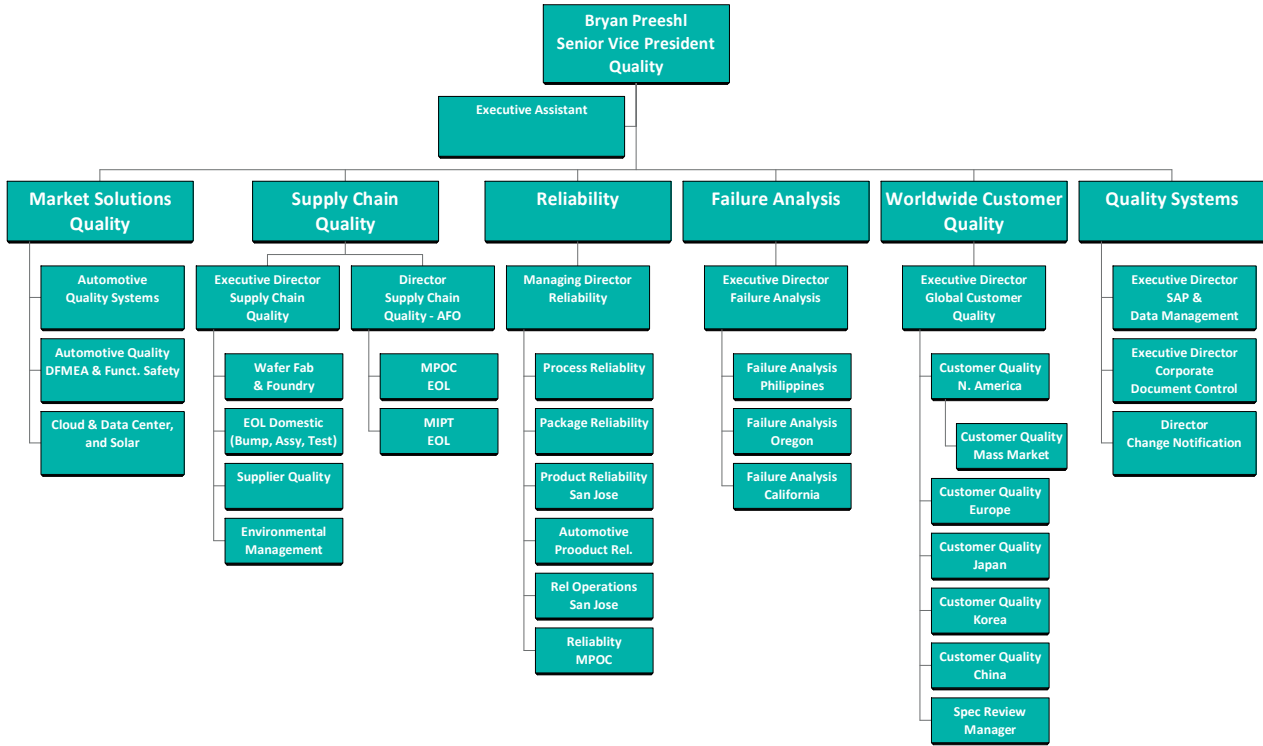 Bryan Preeshl
Senior Vice President
Quality
Executive Assistant
Market Solutions
Quality
Automotive
Quality Systems
Automotive Quality
DFMEA & Funct. Safety
Cloud & Data Center,
and Solar
Supply Chain
Quality
Executive Director
Supply Chain
Quality
Wafer Fab
& Foundry
EOL Domestic
(Bump, Assy, Test)
Supplier Quality
Environmental
Management
Director
Supply Chain
Quality - AFO
MPOC
EOL
MIPT
EOL
Reliability
Managing Director
Reliability
Process Reliablity
Package Reliability
Product Reliability
San Jose
Automotive
Prooduct Rel.
Rel Operations
San Jose
Reliablity
MPOC
Failure Analysis
Executive Director
Failure Analysis
Failure Analysis
Philippines
Failure Analysis
Oregon
Failure Analysis
California
Worldwide Customer
Quality
Executive Director
Global Customer
Quality
Customer Quality
N. America
Customer Quality
Mass Market
Customer Quality
Europe
Customer Quality
Japan
Customer Quality
Korea
Customer Quality
China
Spec Review
Manager
Quality Systems
Executive Director
SAP &
Data Management
Executive Director
Corporate
Document Control
Director
Change Notification